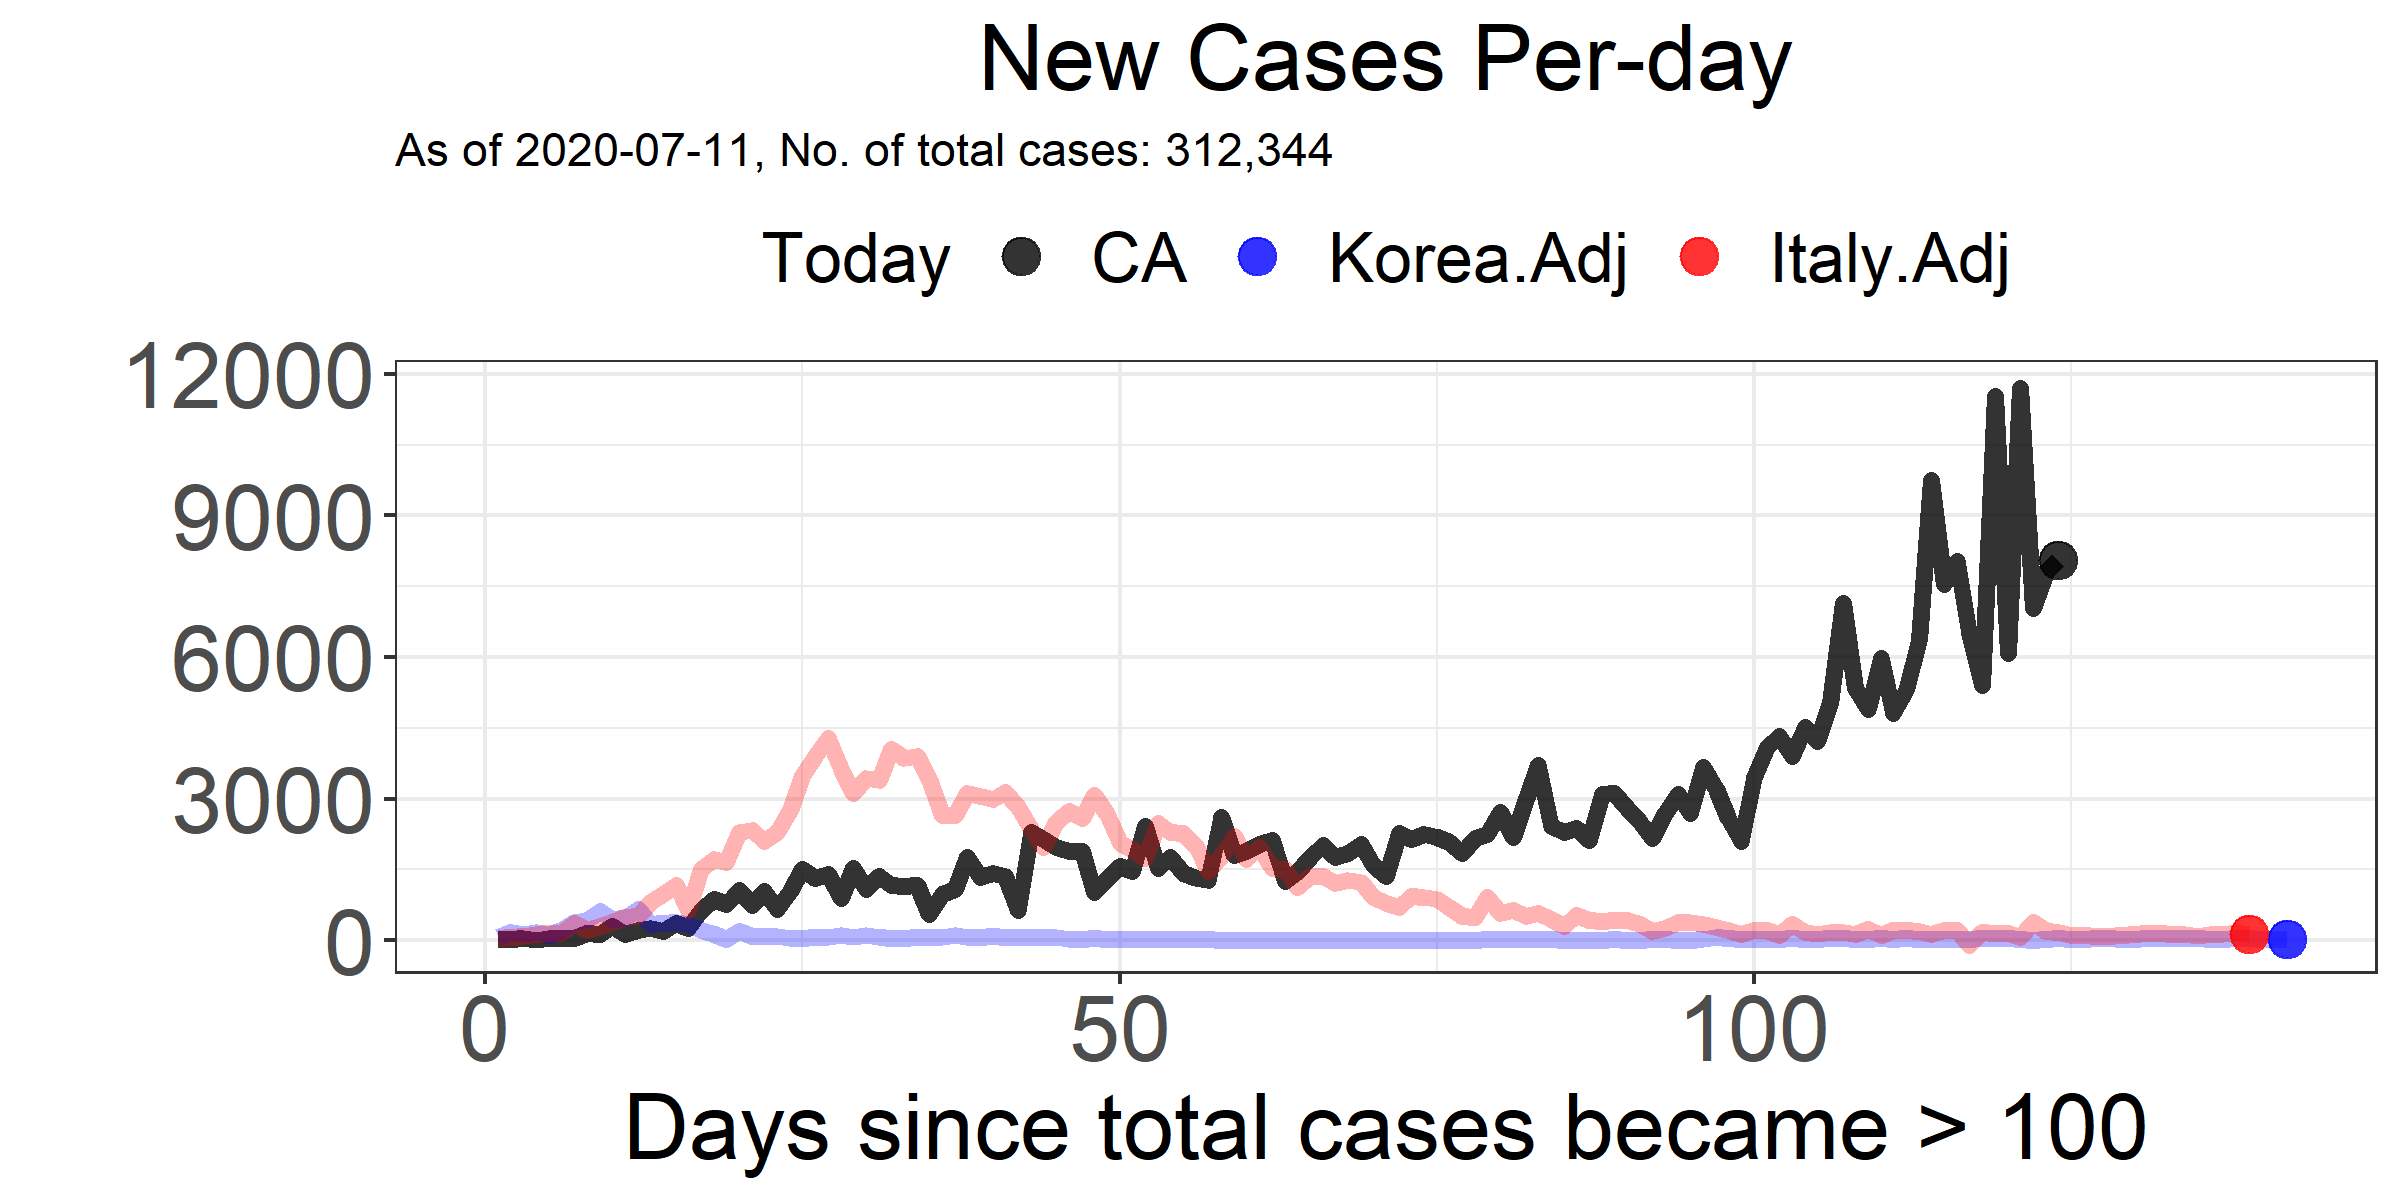 New Cases Per-day
As of 2020-07-11, No. of total cases: 312,344
Today CA Korea.Adj Italy.Adj
12000
9000
6000
3000
0
0 50 100
Days since total cases became > 100